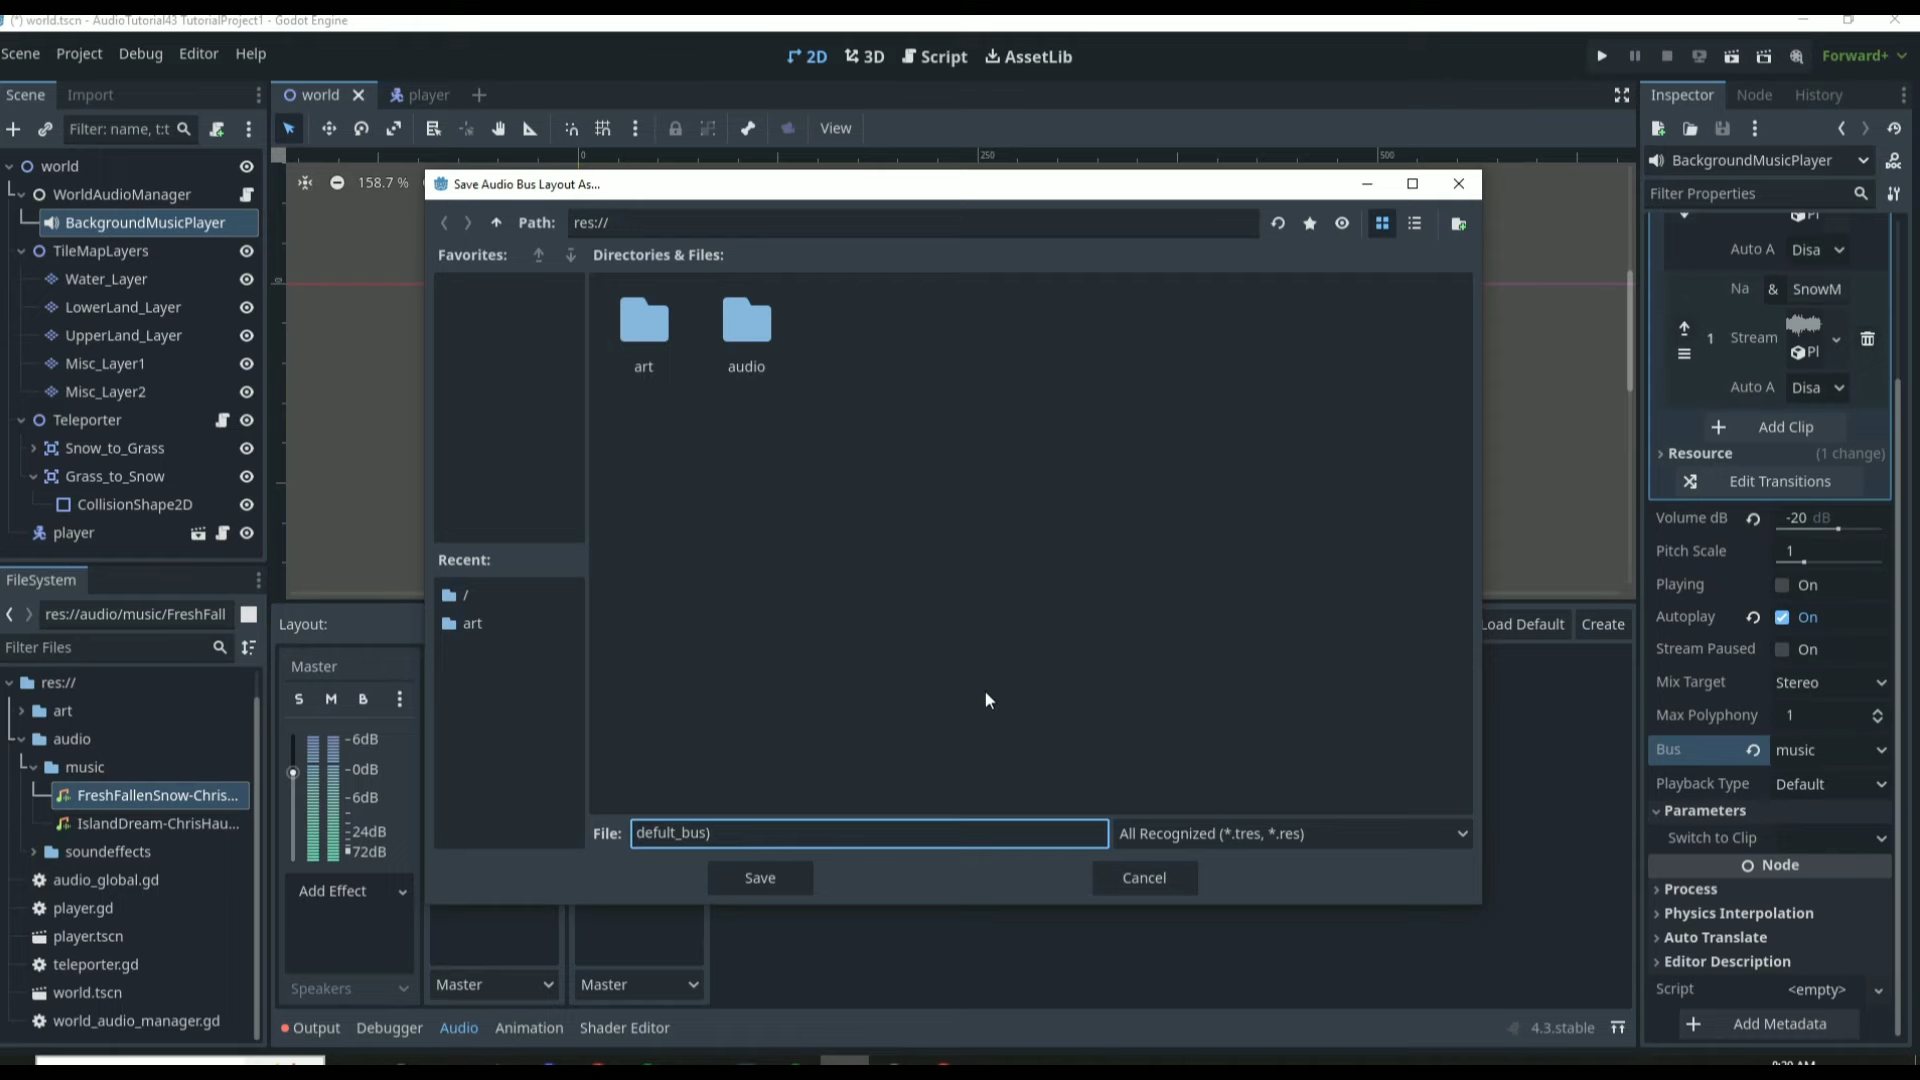 (*) world.tscn - AudioTutorial43 TutorialProject1 - Godot Engine
Scene Project Debug Editor Help
2D 3D Script AssetLib
Forward+
Scene Import
world player
Inspector Node History
Filter: name, t:t
View
BackgroundMusicPlayer
Filter Properties
world
WorldAudioManager
BackgroundMusicPlayer
TileMapLayers
Water_Layer
LowerLand_Layer
UpperLand_Layer
Misc_Layer1
Misc_Layer2
Teleporter
Snow_to_Grass
Grass_to_Snow
CollisionShape2D
player
0 250 500
158.7 %
Save Audio Bus Layout As...
Path: res://
Favorites:
Directories & Files:
art audio
Recent:
/
art
File: defult_bus) All Recognized (*.tres, *.res)
Save Cancel
FileSystem
res://audio/music/FreshFall
Filter Files
res://
art
audio
music
FreshFallenSnow-Chris...
IslandDream-ChrisHau...
soundeffects
audio_global.gd
player.gd
player.tscn
teleporter.gd
world.tscn
world_audio_manager.gd
Layout:
Load Default Create
Master
S M B
-6dB
-0dB
-6dB
-24dB
-72dB
Add Effect
Speakers
Master Master
Output Debugger Audio Animation Shader Editor
4.3.stable
Pl
Auto A Disa
Na & SnowM
1 Stream
Pl
Auto A Disa
Add Clip
Resource (1 change)
Edit Transitions
Volume dB -20 dB
Pitch Scale 1
Playing On
Autoplay On
Stream Paused On
Mix Target Stereo
Max Polyphony 1
Bus music
Playback Type Default
Parameters
Switch to Clip
Node
Process
Physics Interpolation
Auto Translate
Editor Description
Script <empty>
Add Metadata